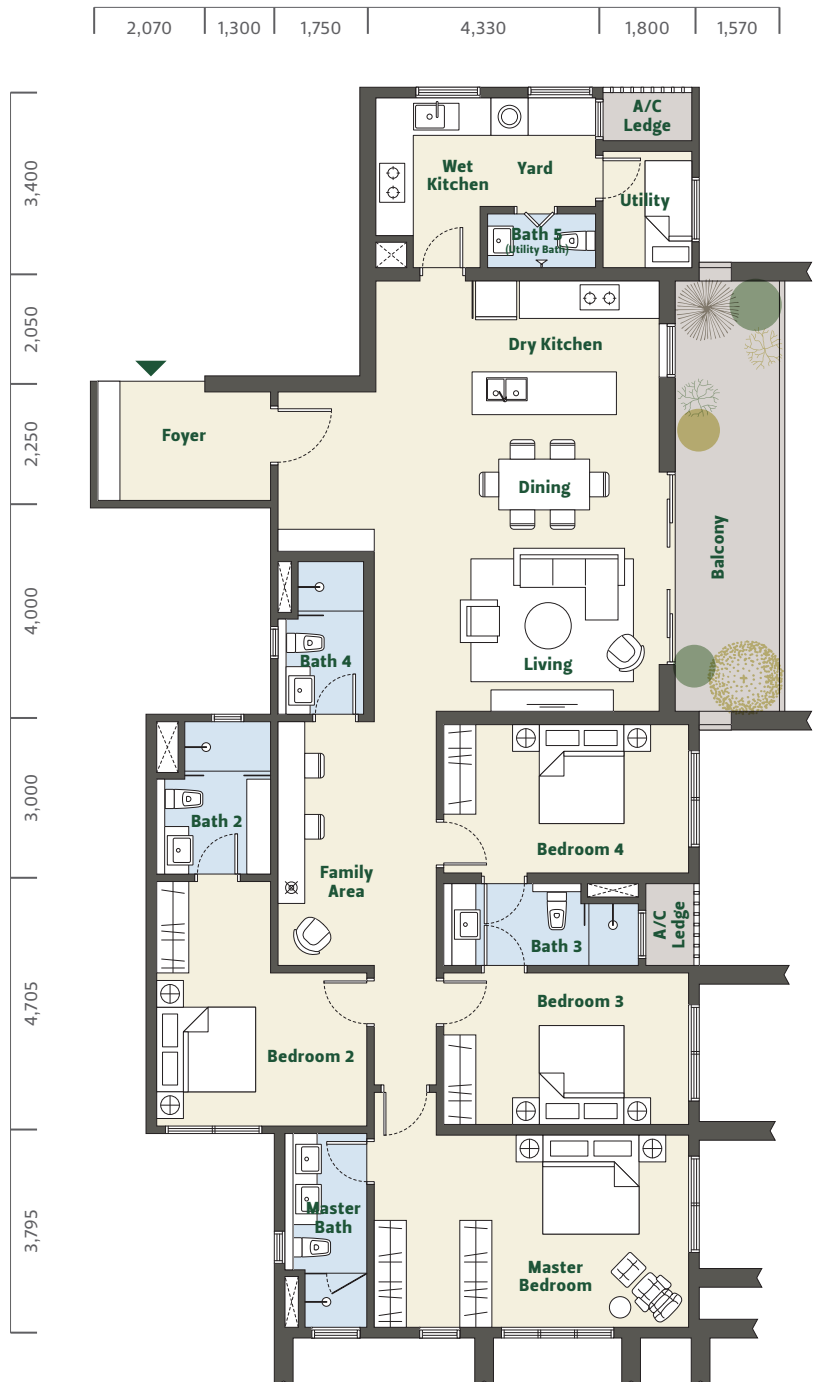 2,070
1,300
1,750
4,330
1,800
1,570
3,400
2,050
2,250
4,000
3,000
4,705
3,795
A/C
Ledge
Wet
Kitchen
Yard
Utility
Bath 5
(Utility Bath)
Dry Kitchen
Foyer
Dining
Balcony
Living
Bath 4
Bath 2
Family
Area
Bedroom 4
Bath 3
A/C
Ledge
Bedroom 3
Bedroom 2
Master
Bath
Master
Bedroom